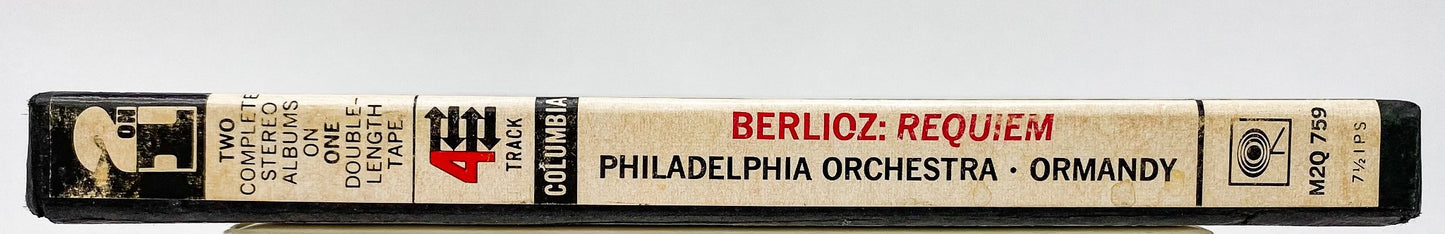 2
ON
1
TWO
COMPLETE
STEREO
ALBUMS
ON
ONE
DOUBLE-
LENGTH
TAPE
4
TRACK
COLUMBIA
BERLIOZ: REQUIEM
PHILADELPHIA ORCHESTRA · ORMANDY
M2Q 759
7½ IPS